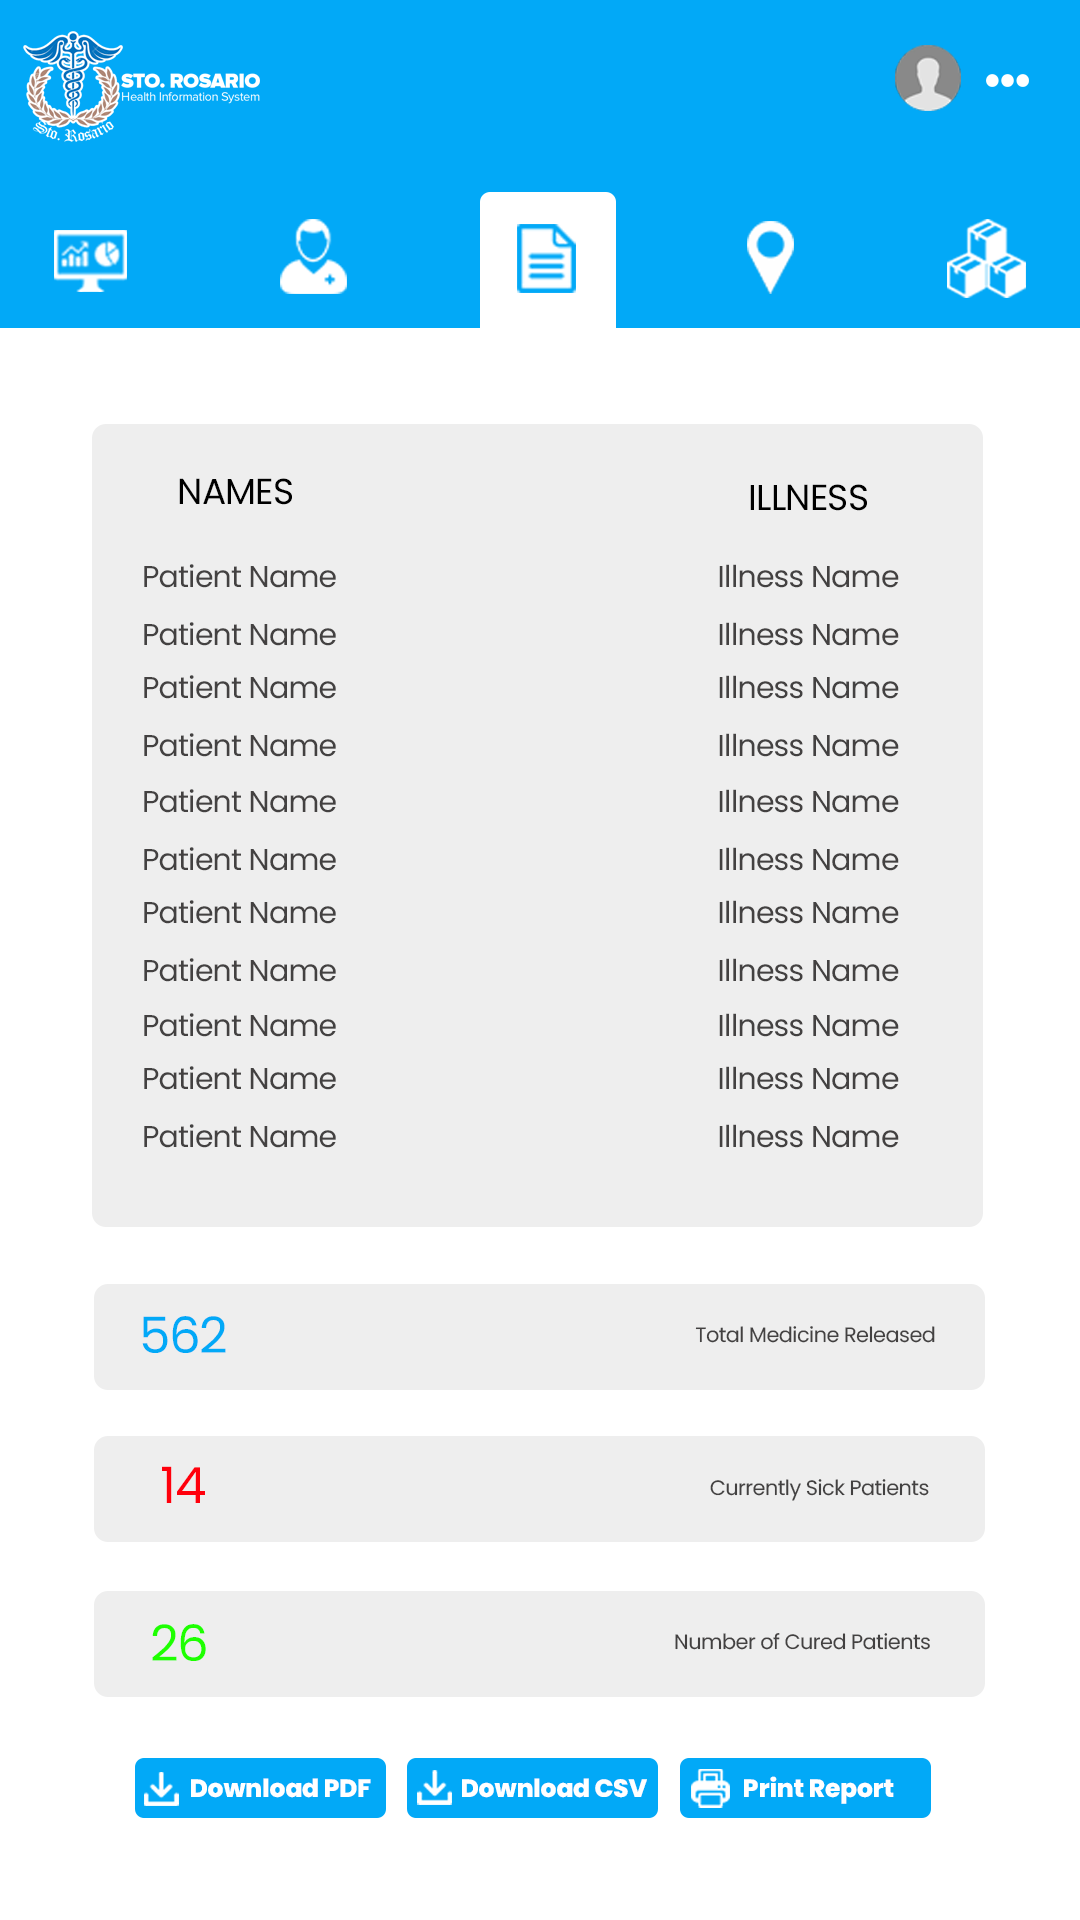 STO. ROSARIO
Health Information System
Sto. Rosario
NAMES ILLNESS
Patient Name Illness Name
Patient Name Illness Name
Patient Name Illness Name
Patient Name Illness Name
Patient Name Illness Name
Patient Name Illness Name
Patient Name Illness Name
Patient Name Illness Name
Patient Name Illness Name
Patient Name Illness Name
Patient Name Illness Name
562 Total Medicine Released
14 Currently Sick Patients
26 Number of Cured Patients
Download PDF Download CSV Print Report